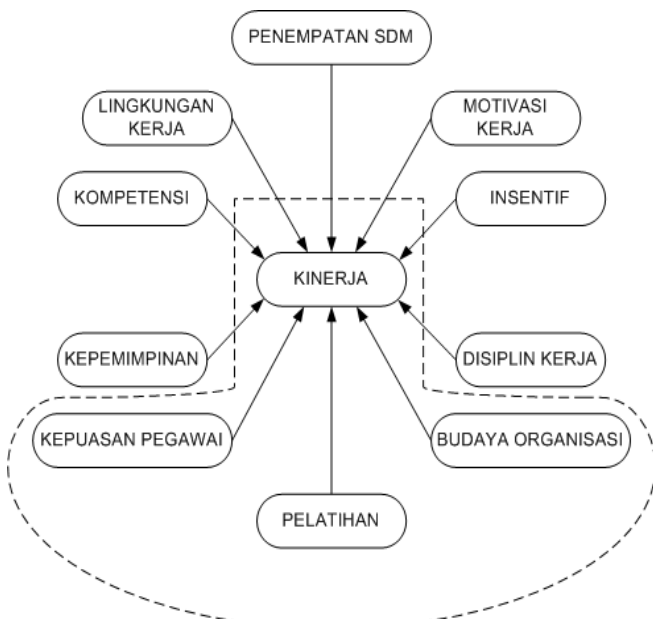 PENEMPATAN SDM
LINGKUNGAN
KERJA
MOTIVASI
KERJA
KOMPETENSI
INSENTIF
KINERJA
KEPEMIMPINAN
DISIPLIN KERJA
KEPUASAN PEGAWAI
BUDAYA ORGANISASI
PELATIHAN